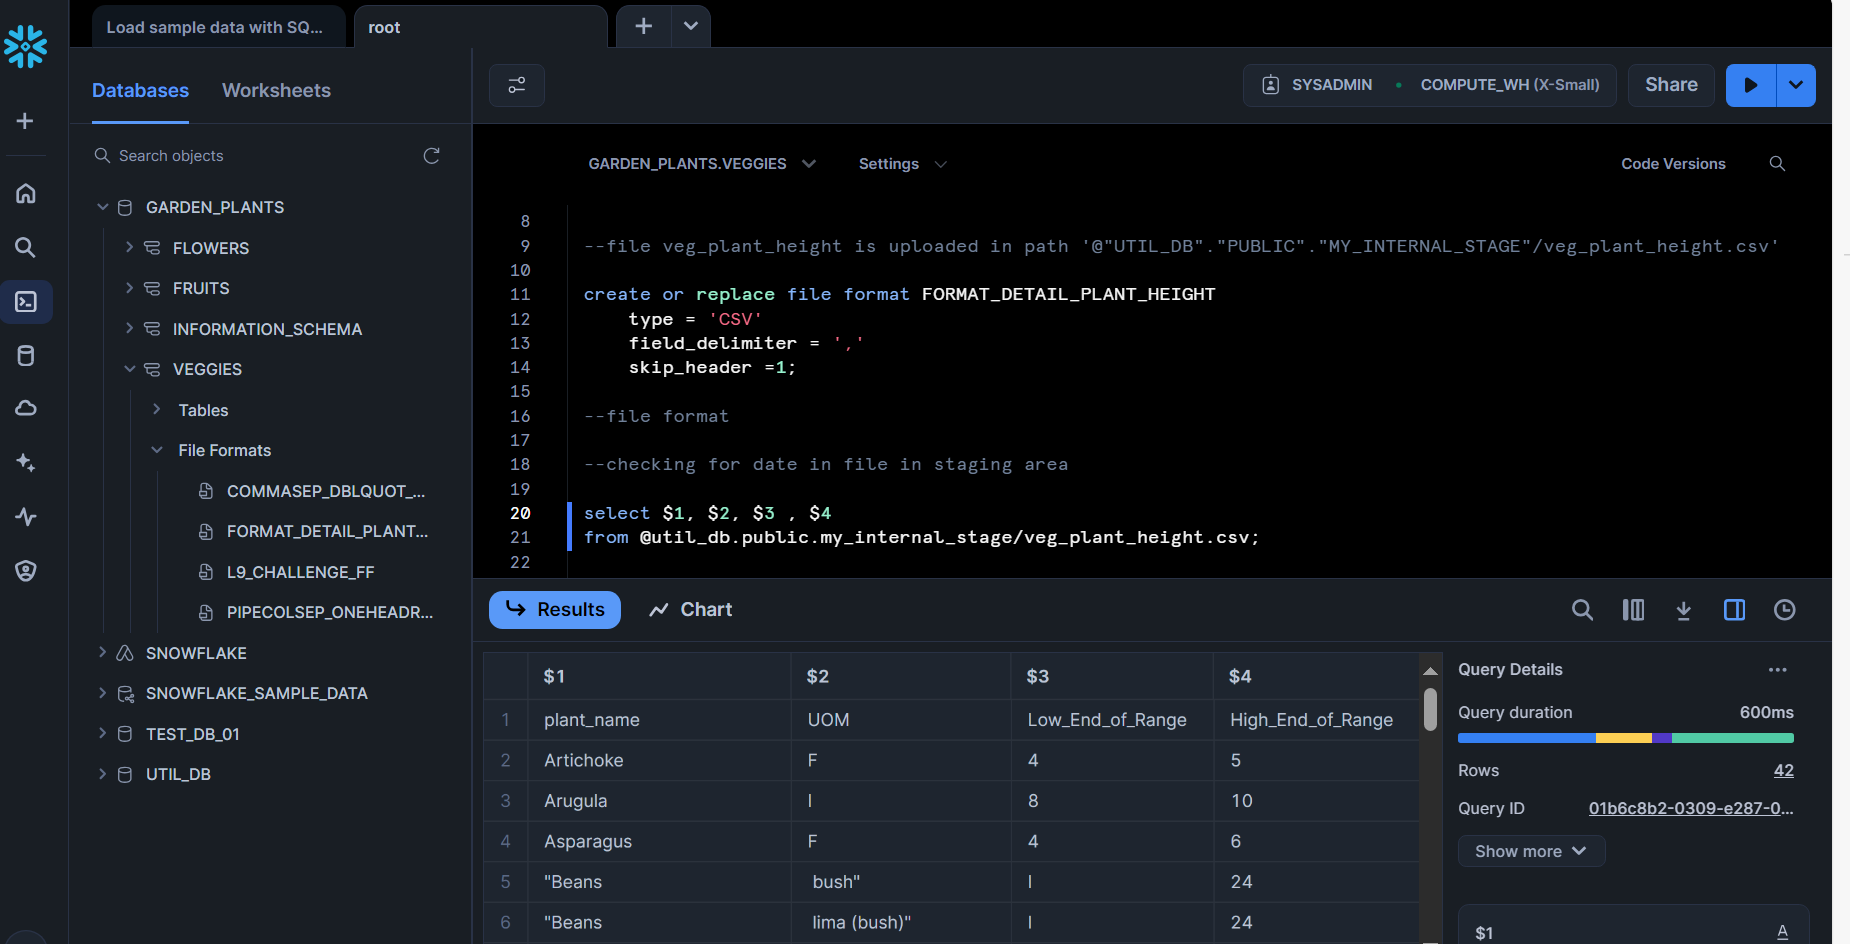 Load sample data with SQ...
root
Databases
Worksheets
SYSADMIN
COMPUTE_WH (X-Small)
Share
Search objects
GARDEN_PLANTS
FLOWERS
FRUITS
INFORMATION_SCHEMA
VEGGIES
Tables
File Formats
COMMASEP_DBLQUOT_...
FORMAT_DETAIL_PLANT...
L9_CHALLENGE_FF
PIPECOLSEP_ONEHEADR...
SNOWFLAKE
SNOWFLAKE_SAMPLE_DATA
TEST_DB_01
UTIL_DB
GARDEN_PLANTS.VEGGIES
Settings
Code Versions
8
9 --file veg_plant_height is uploaded in path '@"UTIL_DB"."PUBLIC"."MY_INTERNAL_STAGE"/veg_plant_height.csv'
10
11 create or replace file format FORMAT_DETAIL_PLANT_HEIGHT
12 type = 'CSV'
13 field_delimiter = ','
14 skip_header =1;
15
16 --file format
17
18 --checking for date in file in staging area
19
20 select $1, $2, $3 , $4
21 from @util_db.public.my_internal_stage/veg_plant_height.csv;
22
Results
Chart
$1 $2 $3 $4
1 plant_name UOM Low_End_of_Range High_End_of_Range
2 Artichoke F 4 5
3 Arugula I 8 10
4 Asparagus F 4 6
5 "Beans bush" I 24
6 "Beans lima (bush)" I 24
Query Details
...
Query duration 600ms
Rows 42
Query ID 01b6c8b2-0309-e287-0...
Show more
$1 A